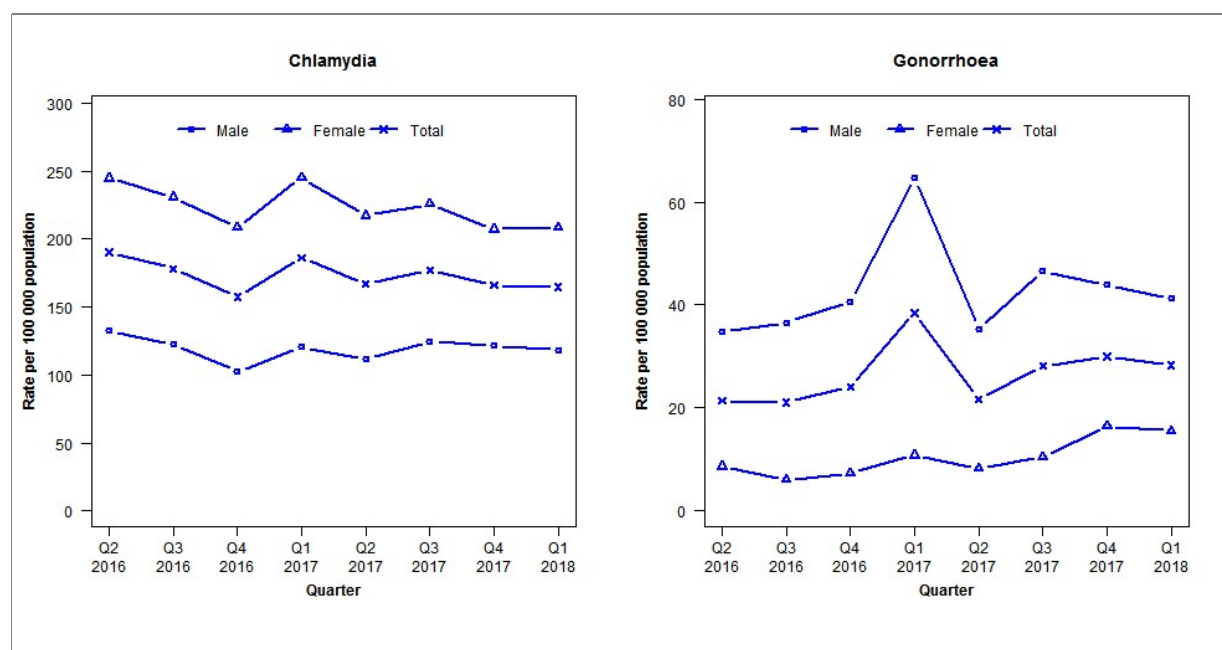 Chlamydia
Rate per 100 000 population
300
250
200
150
100
50
0
Male Female Total
Q2 Q3 Q4 Q1 Q2 Q3 Q4 Q1
2016 2016 2016 2017 2017 2017 2017 2018
Quarter
Gonorrhoea
Rate per 100 000 population
80
60
40
20
0
Male Female Total
Q2 Q3 Q4 Q1 Q2 Q3 Q4 Q1
2016 2016 2016 2017 2017 2017 2017 2018
Quarter